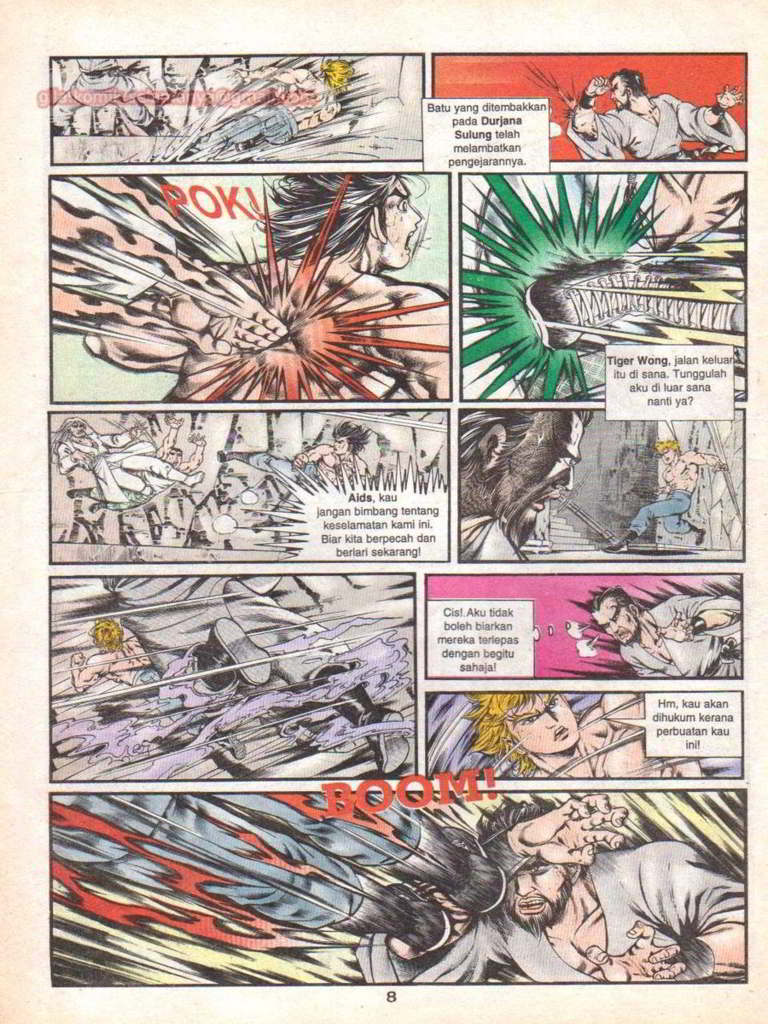 Batu yang ditembakkan
pada Durjana
Sulung telah
melambatkan
pengejarannya.
POK!
Tiger Wong, jalan keluar
itu di sana. Tunggulah
aku di luar sana
nanti ya?
Aids, kau
jangan bimbang tentang
keselamatan kami ini.
Biar kita berpecah dan
berlari sekarang!
Cis! Aku tidak
boleh biarkan
mereka terlepas
dengan begitu
sahaja!
Hm, kau akan
dihukum kerana
perbuatan kau
ini!
BOOM!
8